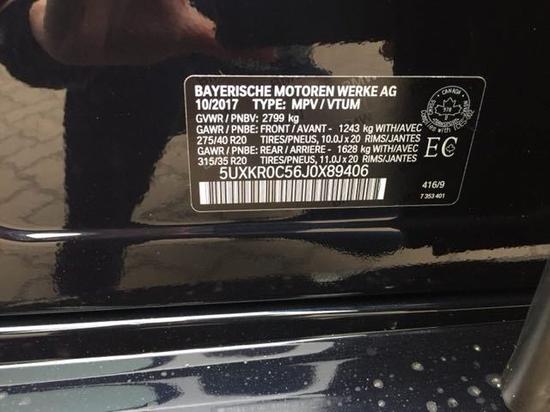 BAYERISCHE MOTOREN WERKE AG
10/2017 TYPE: MPV / VTUM
GVWR / PNBV: 2799 kg
GAWR / PNBE: FRONT / AVANT - 1243 kg WITH/AVEC
275/40 R20 TIRES/PNEUS, 10.0J x 20 RIMS/JANTES
GAWR / PNBE: REAR / ARRIERE - 1628 kg WITH/AVEC
315/35 R20 TIRES/PNEUS, 11.0J x 20 RIMS/JANTES
5UXKR0C56J0X89406
CANADA
EC
416/9
7 353 401